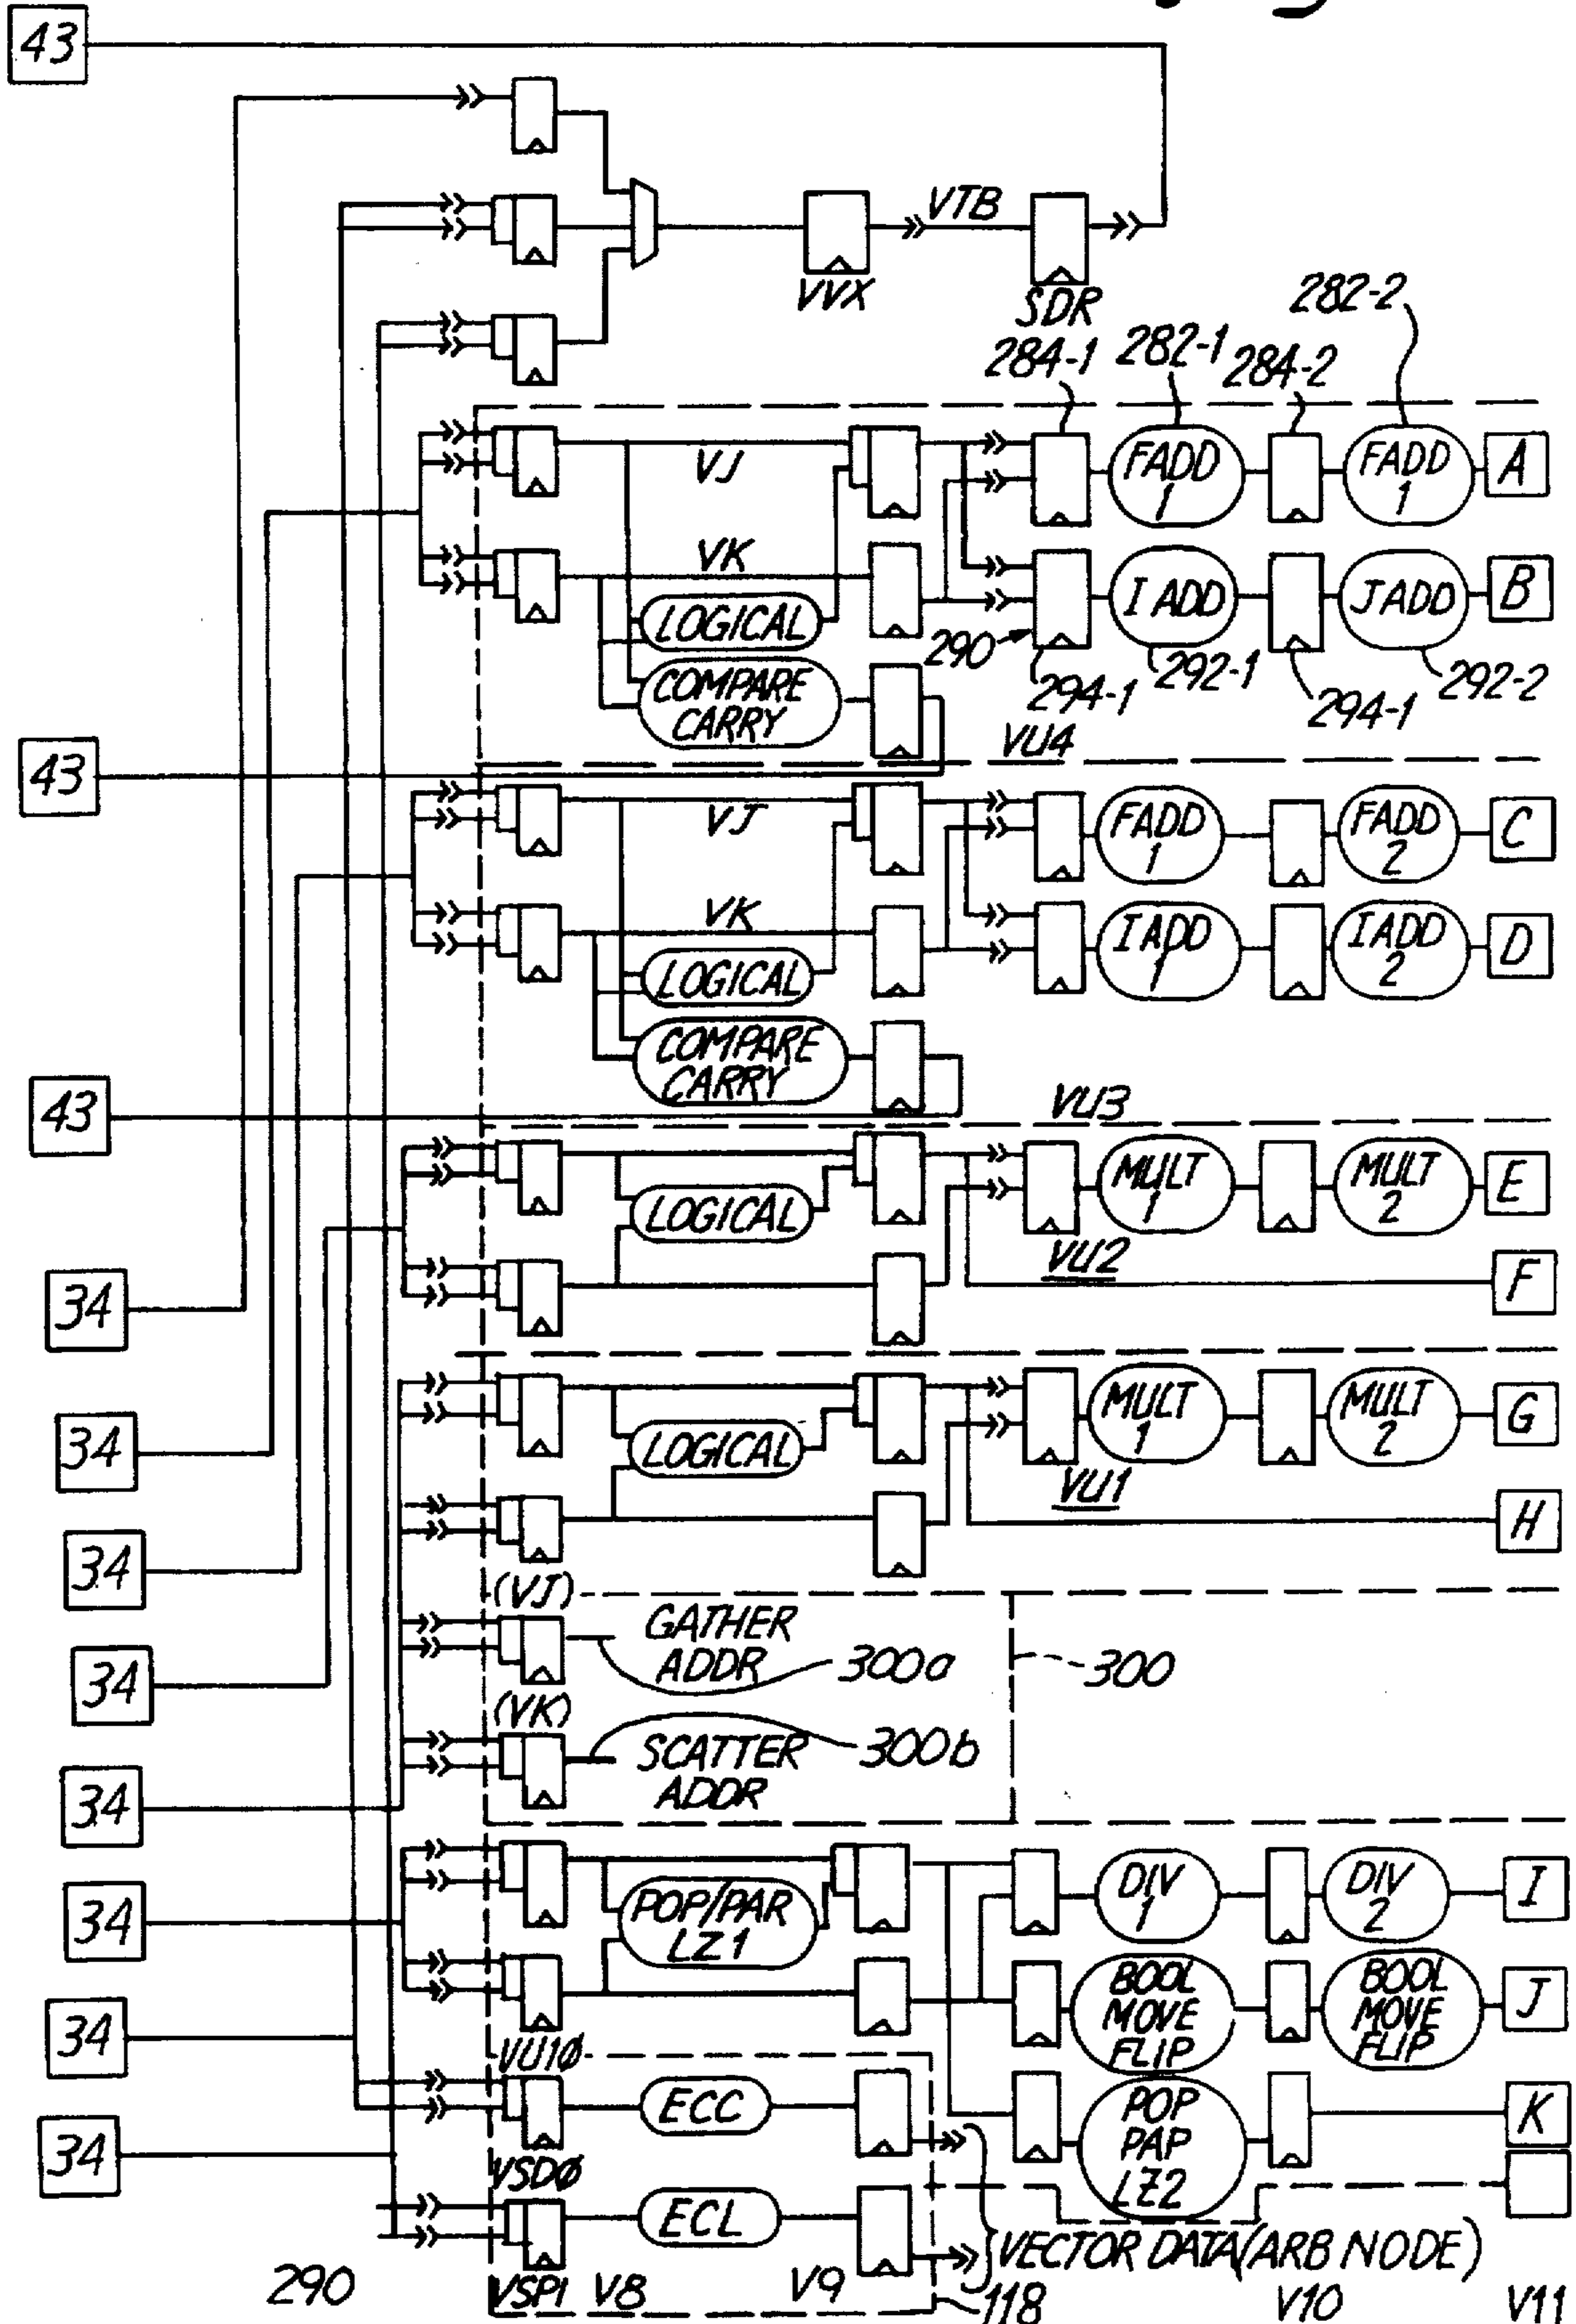 43
VTB
VVX
SDR
282-2
284-1
282-1
284-2
VJ
FADD
1
FADD
1
A
VK
LOGICAL
I ADD
JADD
B
290
COMPARE
CARRY
294-1
292-1
294-1
292-2
VU4
43
VJ
FADD
1
FADD
2
C
VK
LOGICAL
IADD
1
IADD
2
D
COMPARE
CARRY
43
VU3
LOGICAL
MULT
1
MULT
2
E
VU2
F
34
LOGICAL
MULT
1
MULT
2
G
34
VU1
H
34
(VJ)
GATHER
ADDR
300a
300
34
(VK)
SCATTER
ADDR
300b
34
POP/PAR
LZ1
DIV
1
DIV
2
I
34
BOOL
MOVE
FLIP
BOOL
MOVE
FLIP
J
34
VU1Ø
ECC
POP
PAP
LZ2
K
34
VSDØ
ECL
VECTOR DATA (ARB NODE)
290
VSP1
V8
V9
118
V10
V11